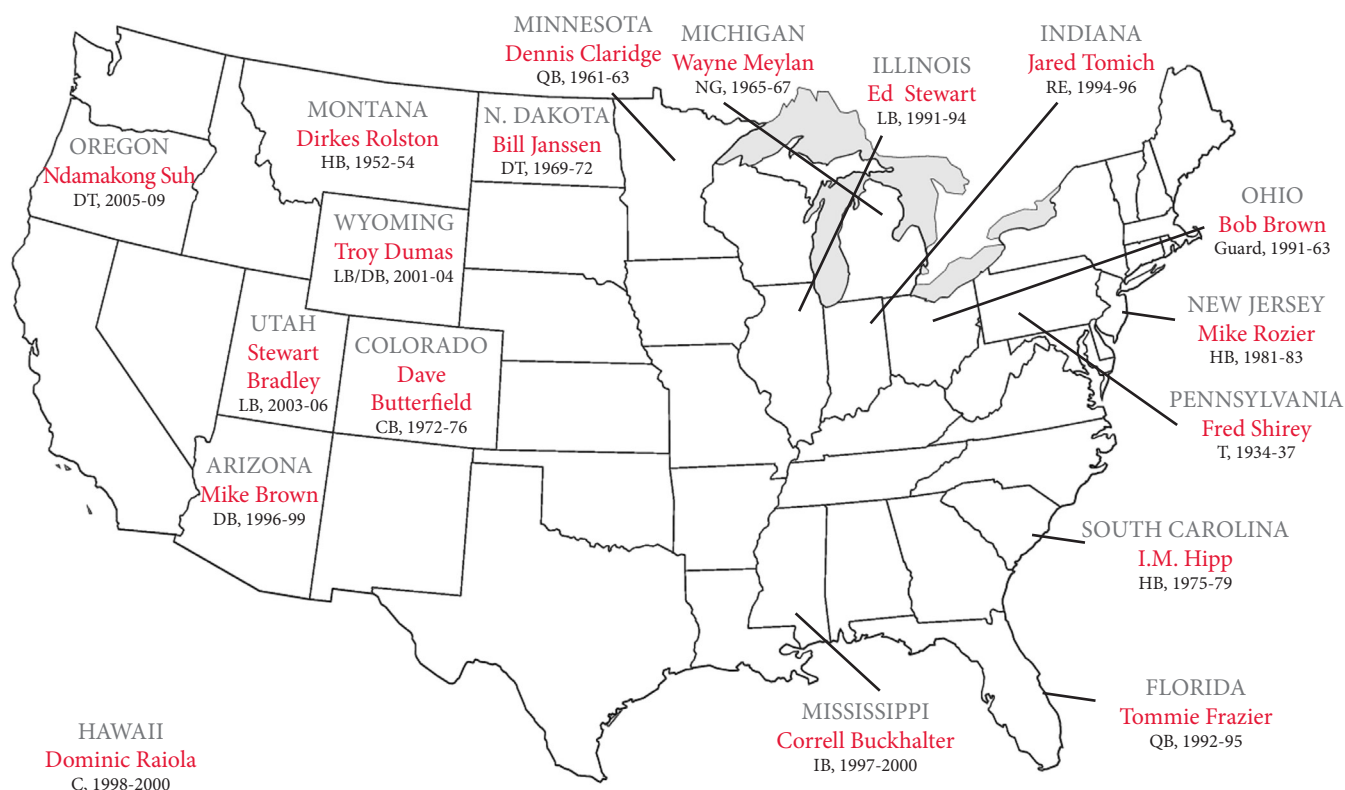 MINNESOTA
Dennis Claridge
QB, 1961-63
MICHIGAN
Wayne Meylan
NG, 1965-67
ILLINOIS
Ed Stewart
LB, 1991-94
INDIANA
Jared Tomich
RE, 1994-96
MONTANA
Dirkes Rolston
HB, 1952-54
N. DAKOTA
Bill Janssen
DT, 1969-72
OREGON
Ndamakong Suh
DT, 2005-09
WYOMING
Troy Dumas
LB/DB, 2001-04
OHIO
Bob Brown
Guard, 1991-63
UTAH
Stewart
Bradley
LB, 2003-06
COLORADO
Dave
Butterfield
CB, 1972-76
NEW JERSEY
Mike Rozier
HB, 1981-83
PENNSYLVANIA
Fred Shirey
T, 1934-37
ARIZONA
Mike Brown
DB, 1996-99
SOUTH CAROLINA
I.M. Hipp
HB, 1975-79
FLORIDA
Tommie Frazier
QB, 1992-95
MISSISSIPPI
Correll Buckhalter
IB, 1997-2000
HAWAII
Dominic Raiola
C, 1998-2000